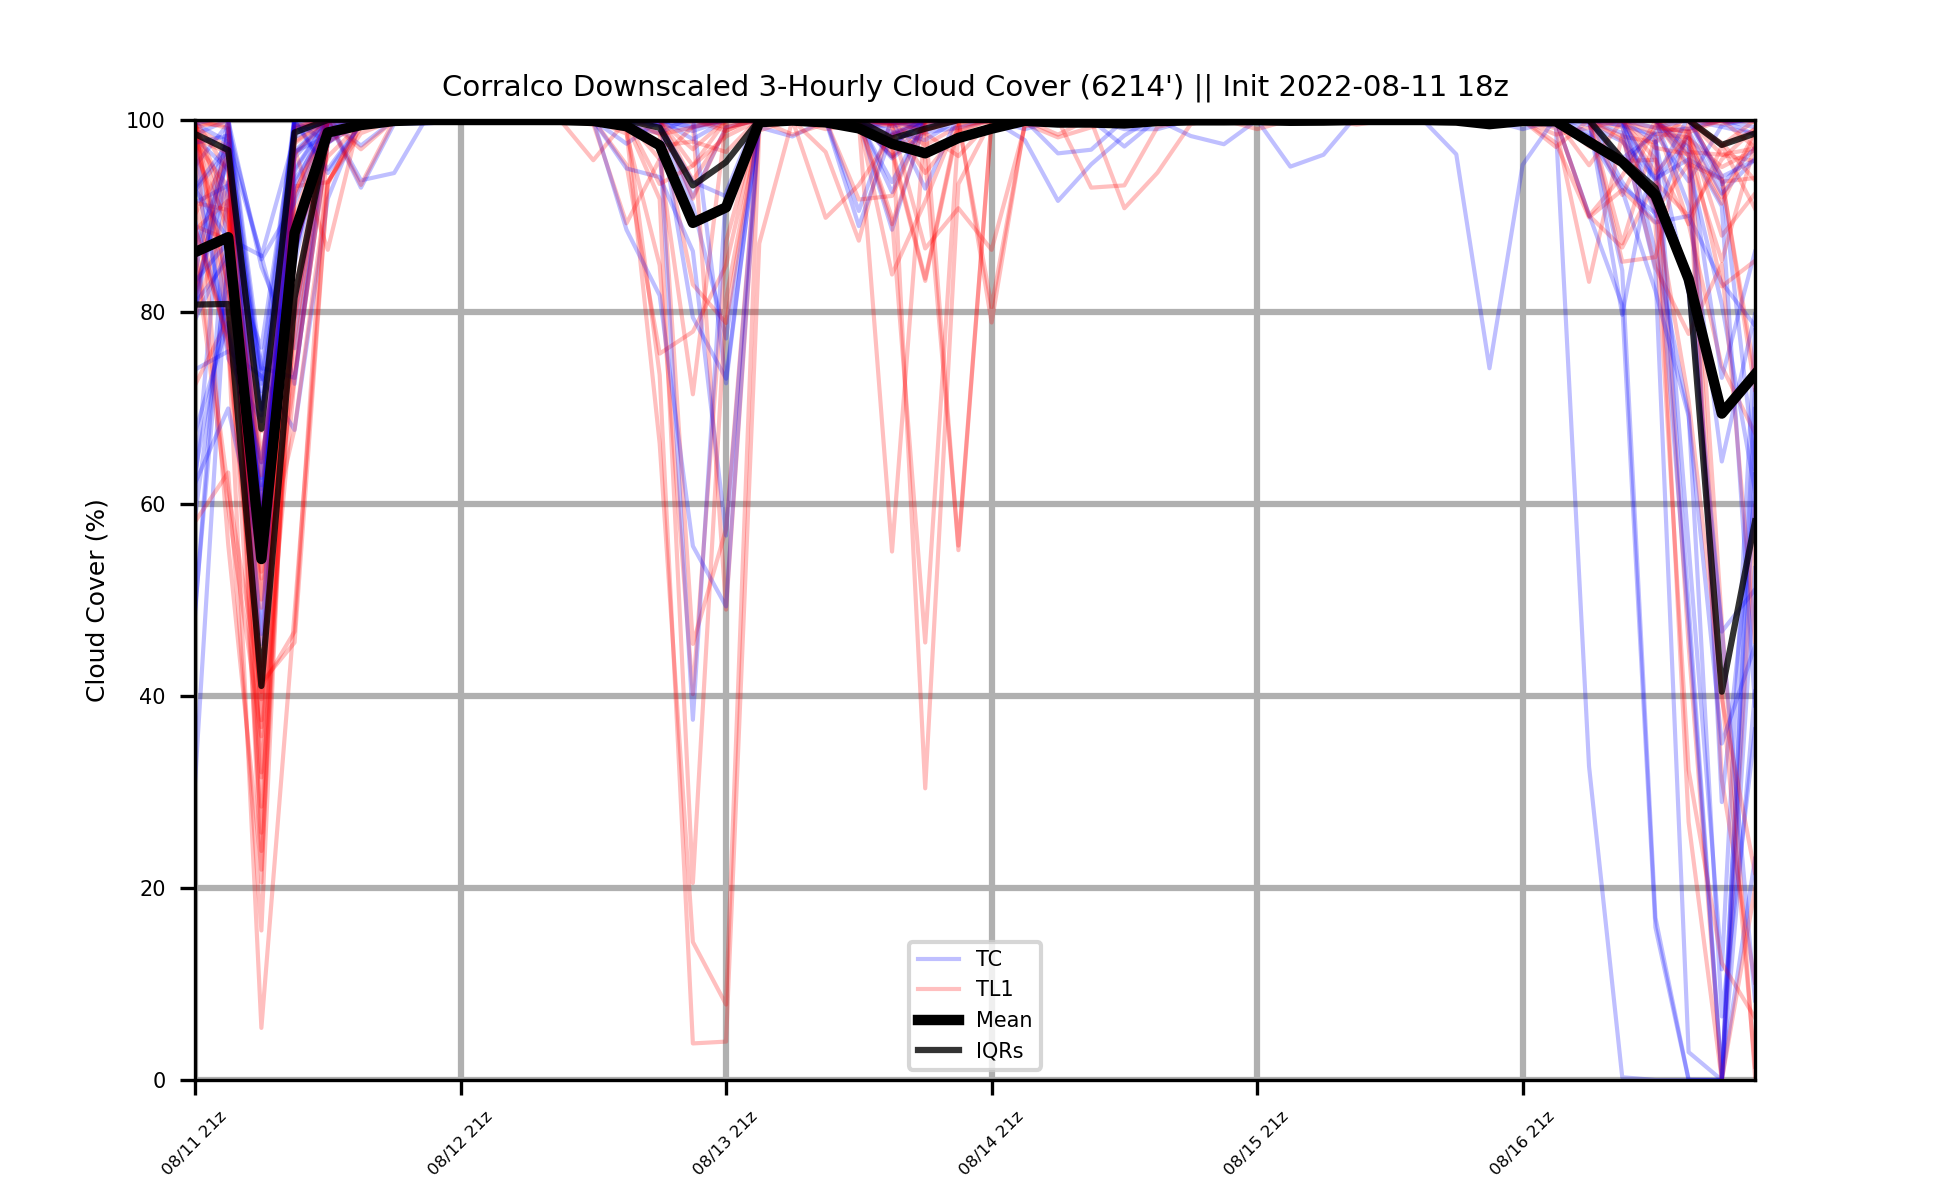 Corralco Downscaled 3-Hourly Cloud Cover (6214') || Init 2022-08-11 18z
Cloud Cover (%)
100
80
60
40
20
0
TC
TL1
Mean
IQRs
08/11 21z
08/12 21z
08/13 21z
08/14 21z
08/15 21z
08/16 21z